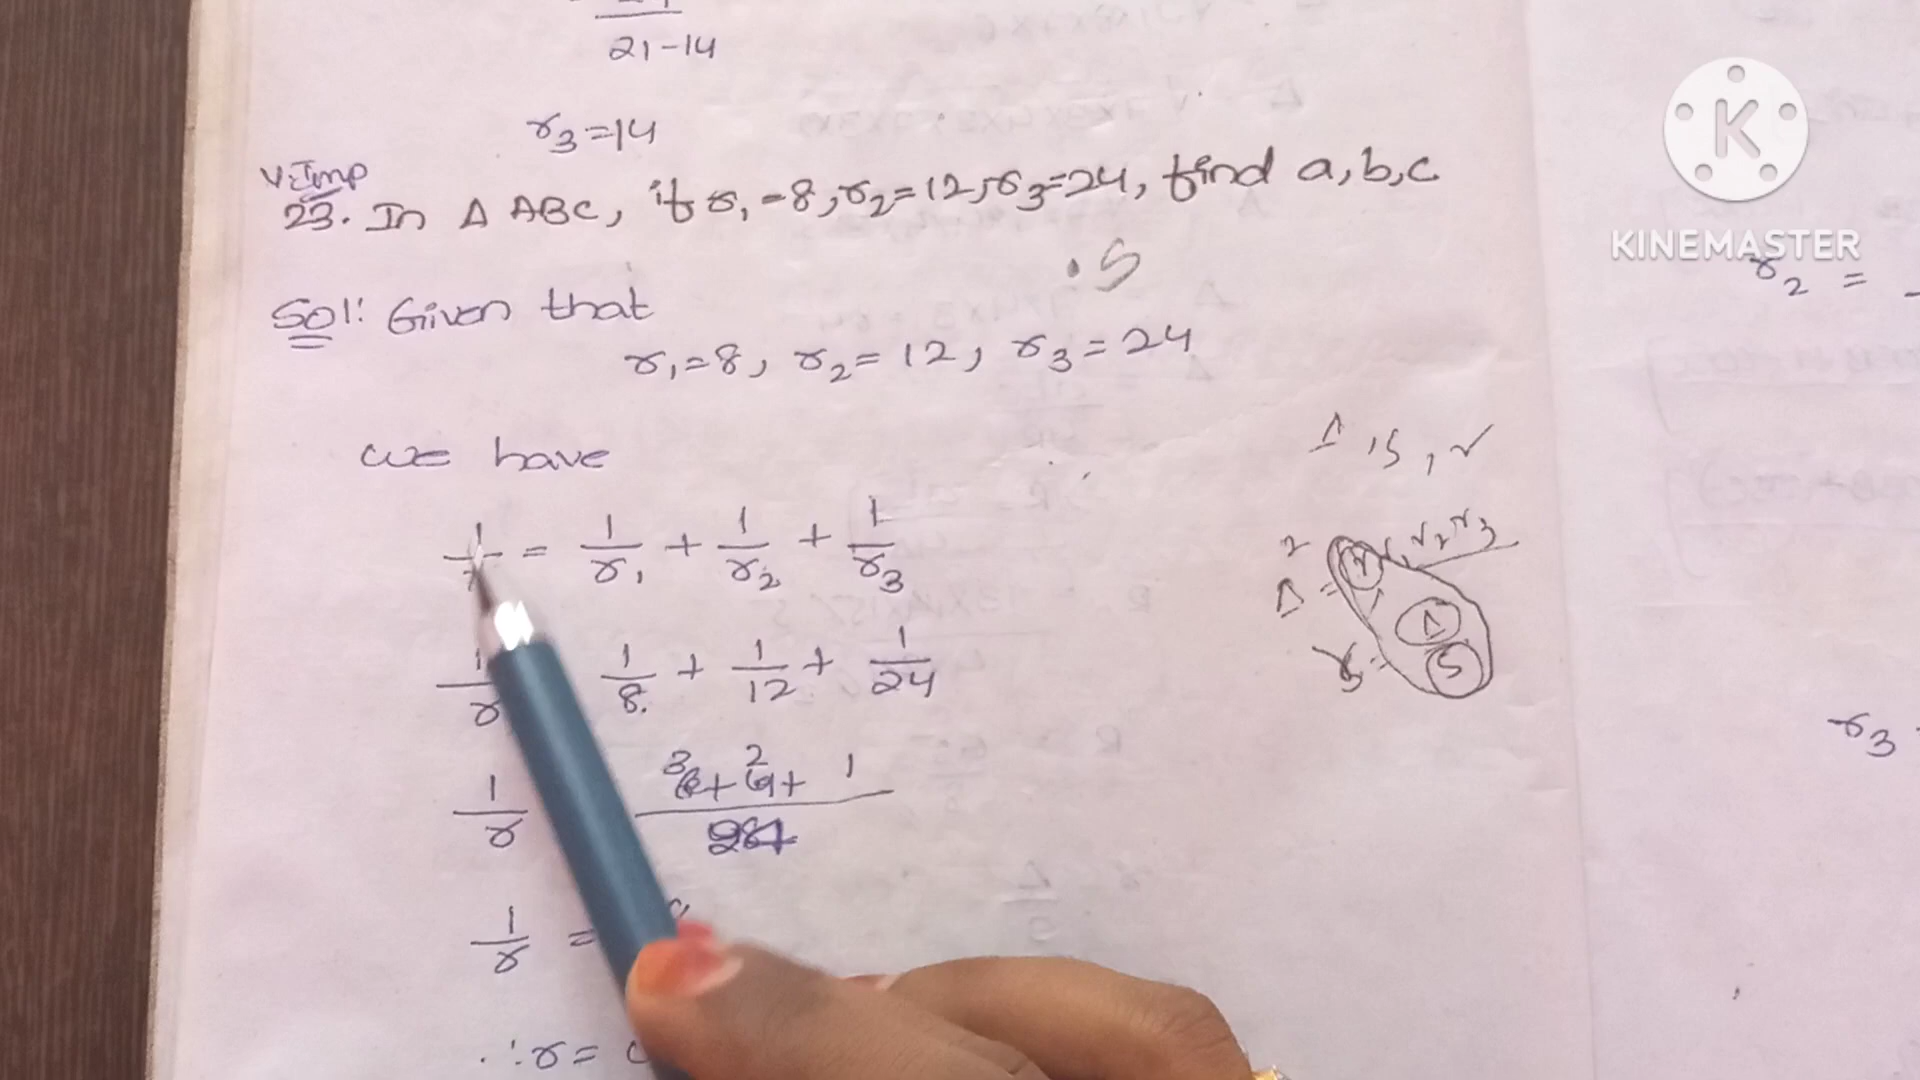 21-14
r₃=14
V.Imp
23. In Δ ABC, if r₁-8, r₂=12, r₃=24, find a,b,c
.S
Sol: Given that
r₁=8, r₂=12, r₃=24
we have
1/r = 1/r₁ + 1/r₂ + 1/r₃
1/r 1/8. + 1/12 + 1/24
1/r 3+2+1/24
1/r =
∴r=
Δ, S, r
r₂ r₃
Δ =
Δ
S
KINEMASTER
r₂ =
r₃